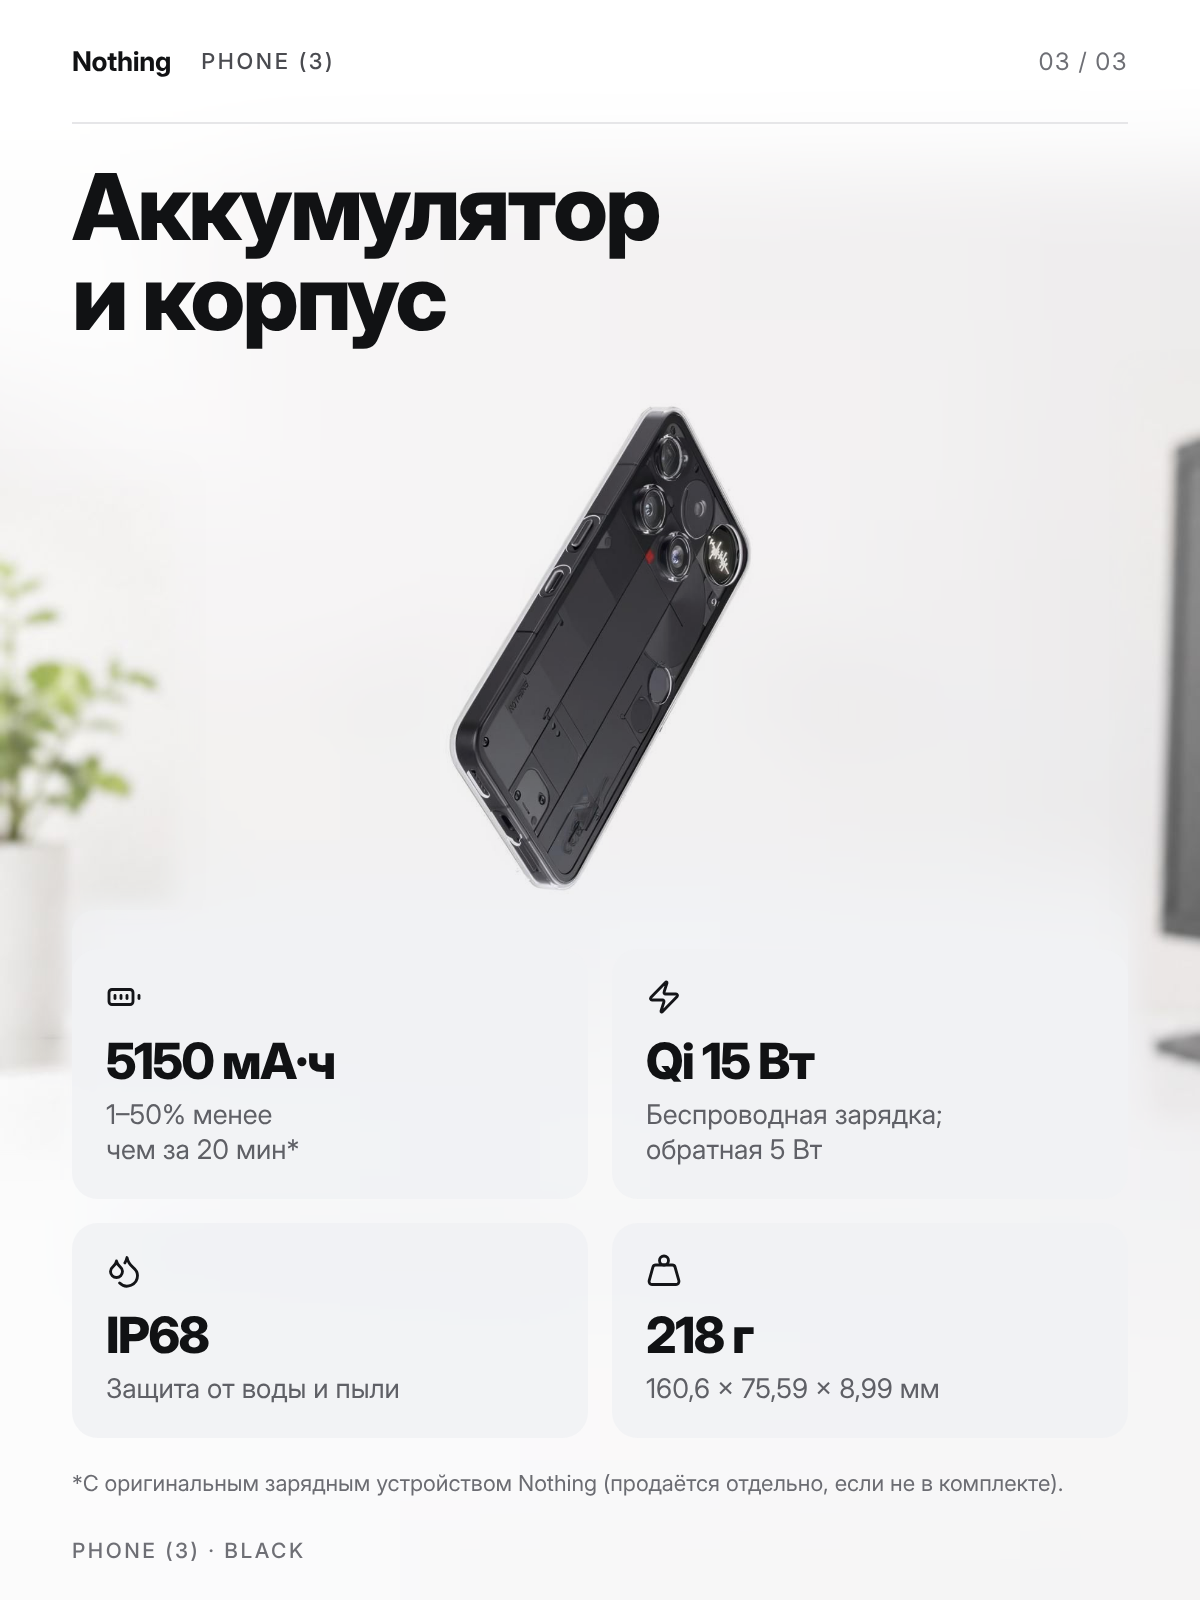 Nothing PHONE (3) 03 / 03
Аккумулятор
и корпус
5150 мА·ч
1–50% менее
чем за 20 мин*
Qi 15 Вт
Беспроводная зарядка;
обратная 5 Вт
IP68
Защита от воды и пыли
218 г
160,6 × 75,59 × 8,99 мм
*С оригинальным зарядным устройством Nothing (продаётся отдельно, если не в комплекте).
PHONE (3) · BLACK